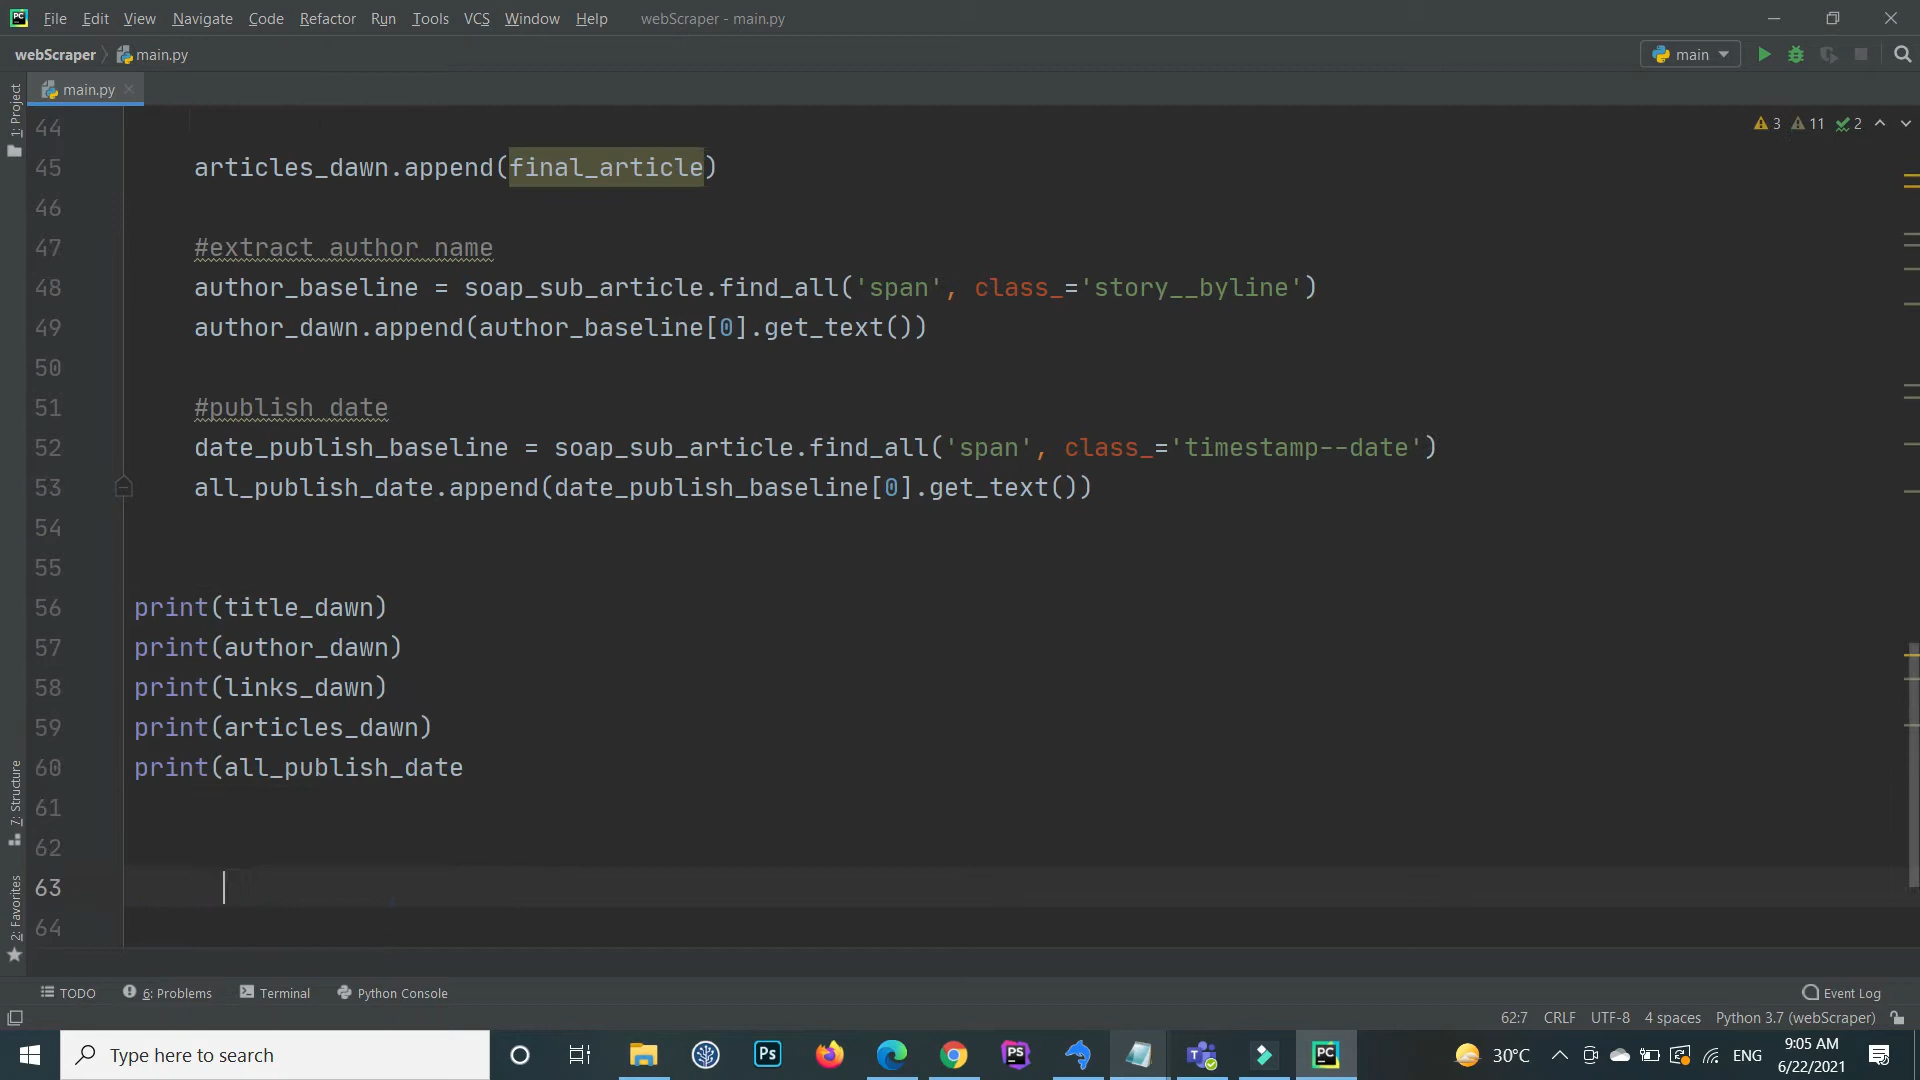 File Edit View Navigate Code Refactor Run Tools VCS Window Help webScraper - main.py
webScraper main.py main
main.py
1: Project
3 11 2
44
45 articles_dawn.append(final_article)
46
47 #extract author name
48 author_baseline = soap_sub_article.find_all('span', class_='story__byline')
49 author_dawn.append(author_baseline[0].get_text())
50
51 #publish date
52 date_publish_baseline = soap_sub_article.find_all('span', class_='timestamp--date')
53 all_publish_date.append(date_publish_baseline[0].get_text())
54
55
56 print(title_dawn)
57 print(author_dawn)
58 print(links_dawn)
59 print(articles_dawn)
60 print(all_publish_date
61
62
63
64
7: Structure
2: Favorites
TODO 6: Problems Terminal Python Console Event Log
62:7 CRLF UTF-8 4 spaces Python 3.7 (webScraper)
Type here to search Ps PS PC 30°C ENG 9:05 AM
6/22/2021